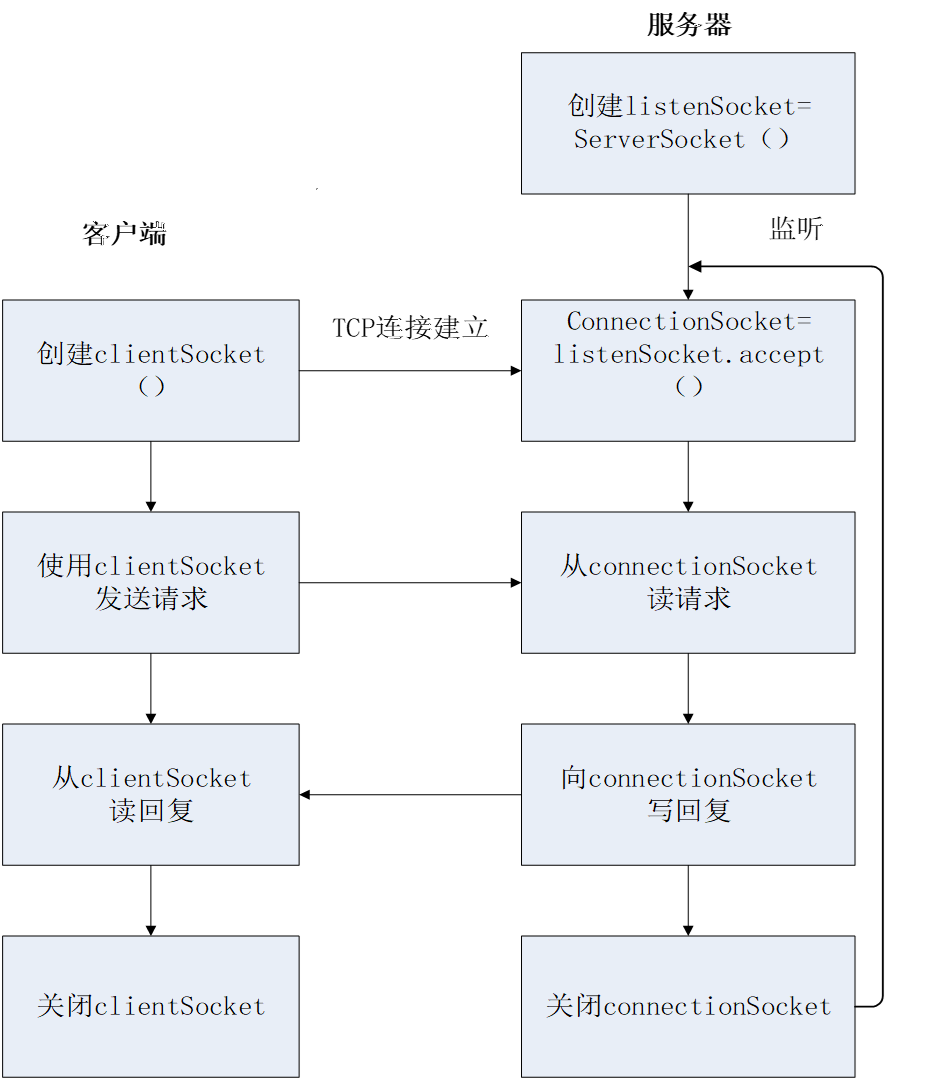 服务器
创建listenSocket=
ServerSocket（）
监听
客户端
TCP连接建立
创建clientSocket
（）
ConnectionSocket=
listenSocket.accept
（）
使用clientSocket
发送请求
从connectionSocket
读请求
从clientSocket
读回复
向connectionSocket
写回复
关闭clientSocket
关闭connectionSocket